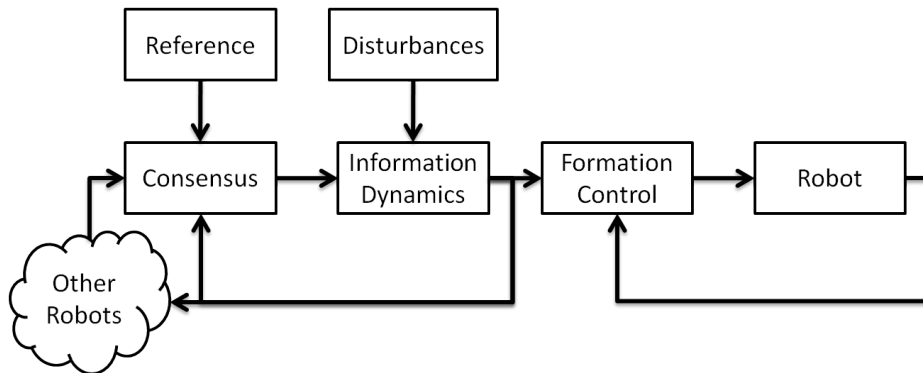 Reference
Disturbances
Consensus
Information
Dynamics
Formation
Control
Robot
Other
Robots